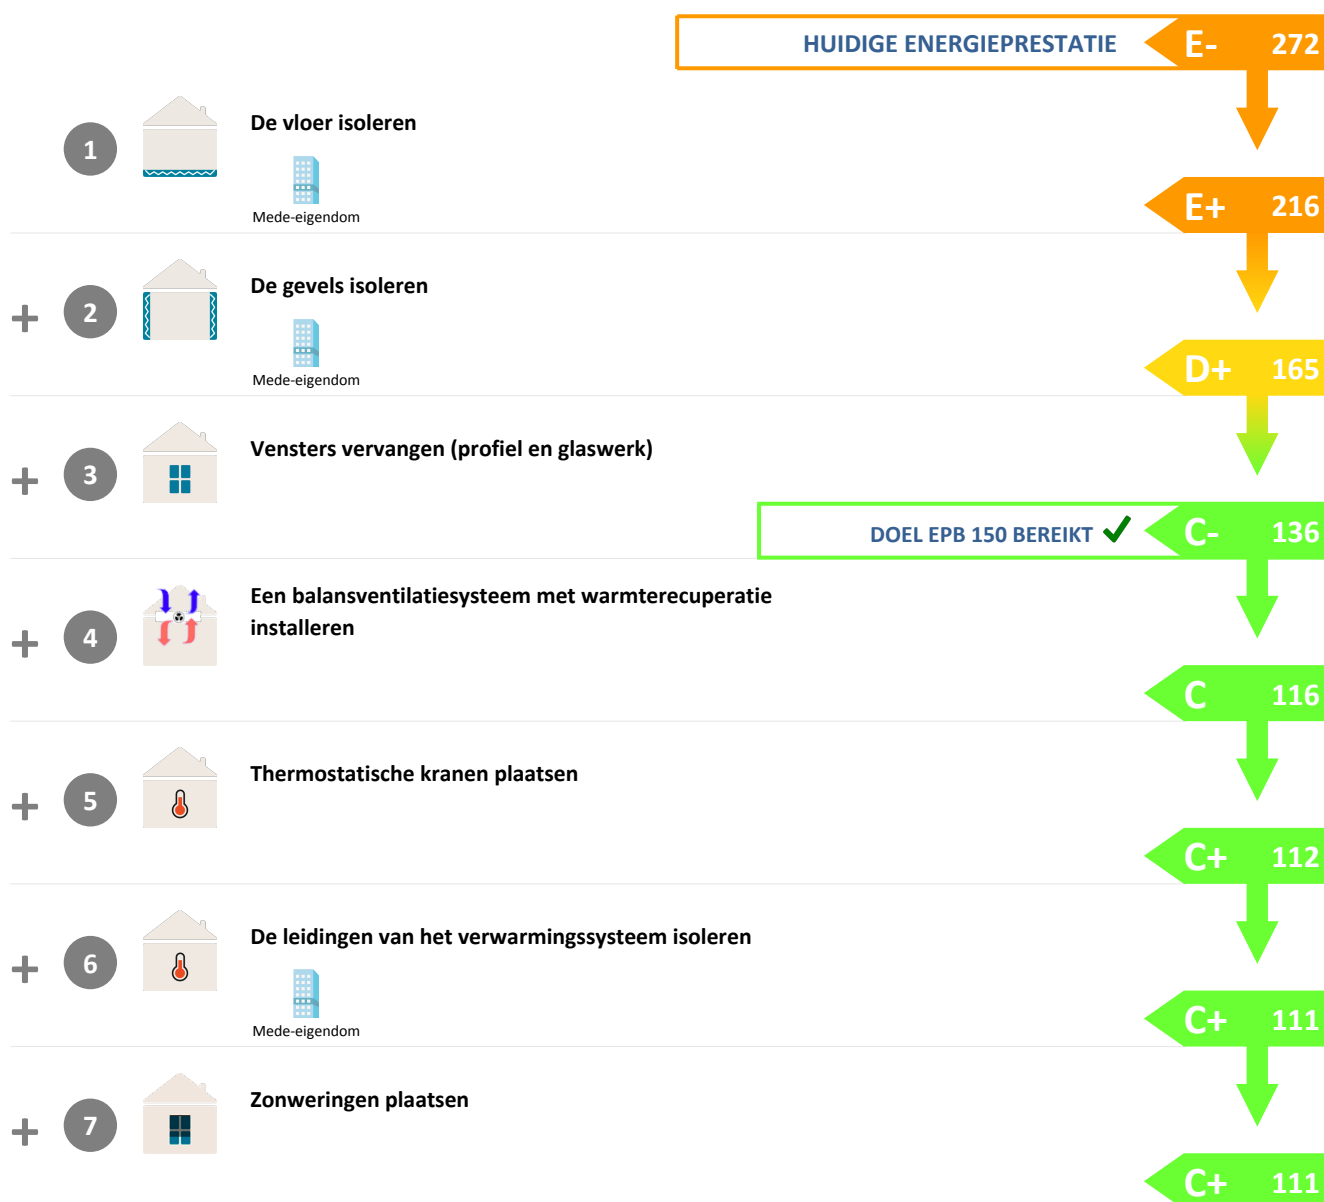 HUIDIGE ENERGIEPRESTATIE E- 272
1 De vloer isoleren
Mede-eigendom
E+ 216
+ 2 De gevels isoleren
Mede-eigendom
D+ 165
+ 3 Vensters vervangen (profiel en glaswerk)
DOEL EPB 150 BEREIKT ✓ C- 136
+ 4 Een balansventilatiesysteem met warmterecuperatie
installeren
C 116
+ 5 Thermostatische kranen plaatsen
C+ 112
+ 6 De leidingen van het verwarmingssysteem isoleren
Mede-eigendom
C+ 111
+ 7 Zonweringen plaatsen
C+ 111